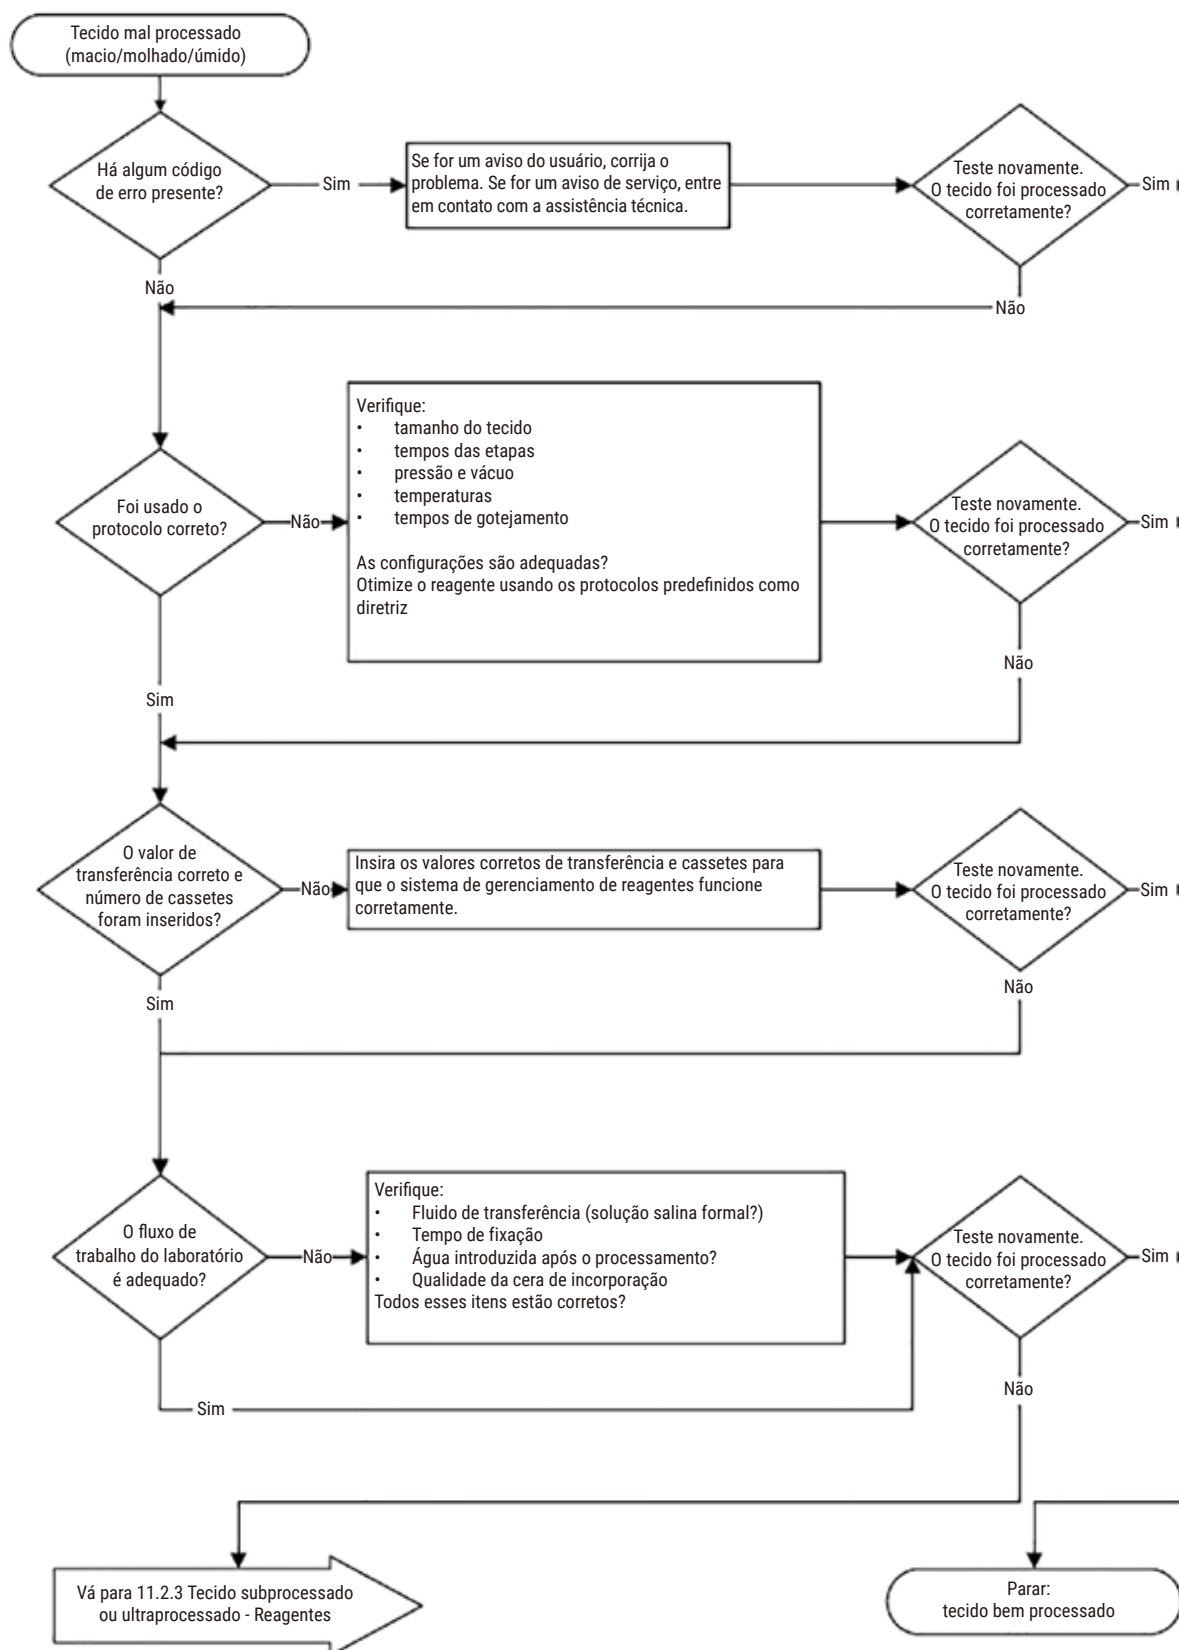 Tecido mal processado
(macio/molhado/úmido)
Há algum código
de erro presente?
Sim
Se for um aviso do usuário, corrija o
problema. Se for um aviso de serviço, entre
em contato com a assistência técnica.
Teste novamente.
O tecido foi processado
corretamente?
Sim
Não
Não
Foi usado o
protocolo correto?
Não
Verifique:
• tamanho do tecido
• tempos das etapas
• pressão e vácuo
• temperaturas
• tempos de gotejamento
As configurações são adequadas?
Otimize o reagente usando os protocolos predefinidos como
diretriz
Teste novamente.
O tecido foi processado
corretamente?
Sim
Não
Sim
O valor de
transferência correto e
número de cassetes
foram inseridos?
Não
Insira os valores corretos de transferência e cassetes para
que o sistema de gerenciamento de reagentes funcione
corretamente.
Teste novamente.
O tecido foi processado
corretamente?
Sim
Não
Sim
O fluxo de
trabalho do laboratório
é adequado?
Não
Verifique:
• Fluido de transferência (solução salina formal?)
• Tempo de fixação
• Água introduzida após o processamento?
• Qualidade da cera de incorporação
Todos esses itens estão corretos?
Teste novamente.
O tecido foi processado
corretamente?
Sim
Não
Sim
Vá para 11.2.3 Tecido subprocessado
ou ultraprocessado - Reagentes
Parar:
tecido bem processado